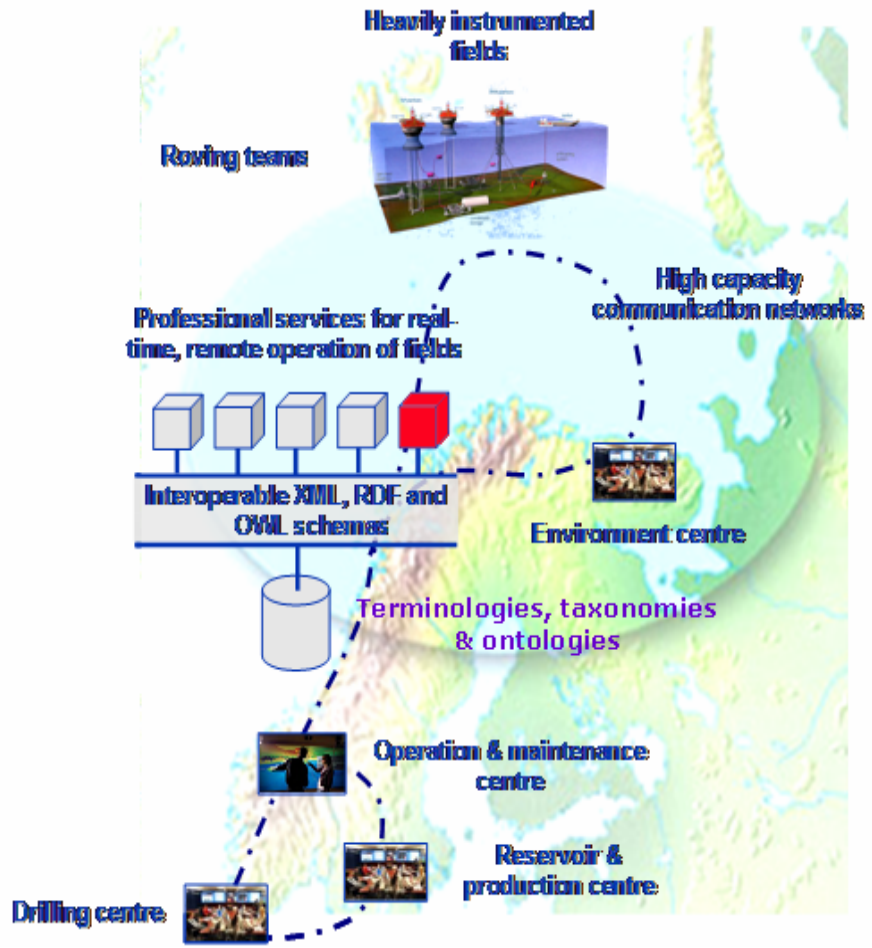 Heavily instrumented
fields
Roving teams
High capacity
communication networks
Professional services for real-
time, remote operation of fields
Interoperable XML, RDF and
OWL schemas
Environment centre
Terminologies, taxonomies
& ontologies
Operation & maintenance
centre
Reservoir &
production centre
Drilling centre